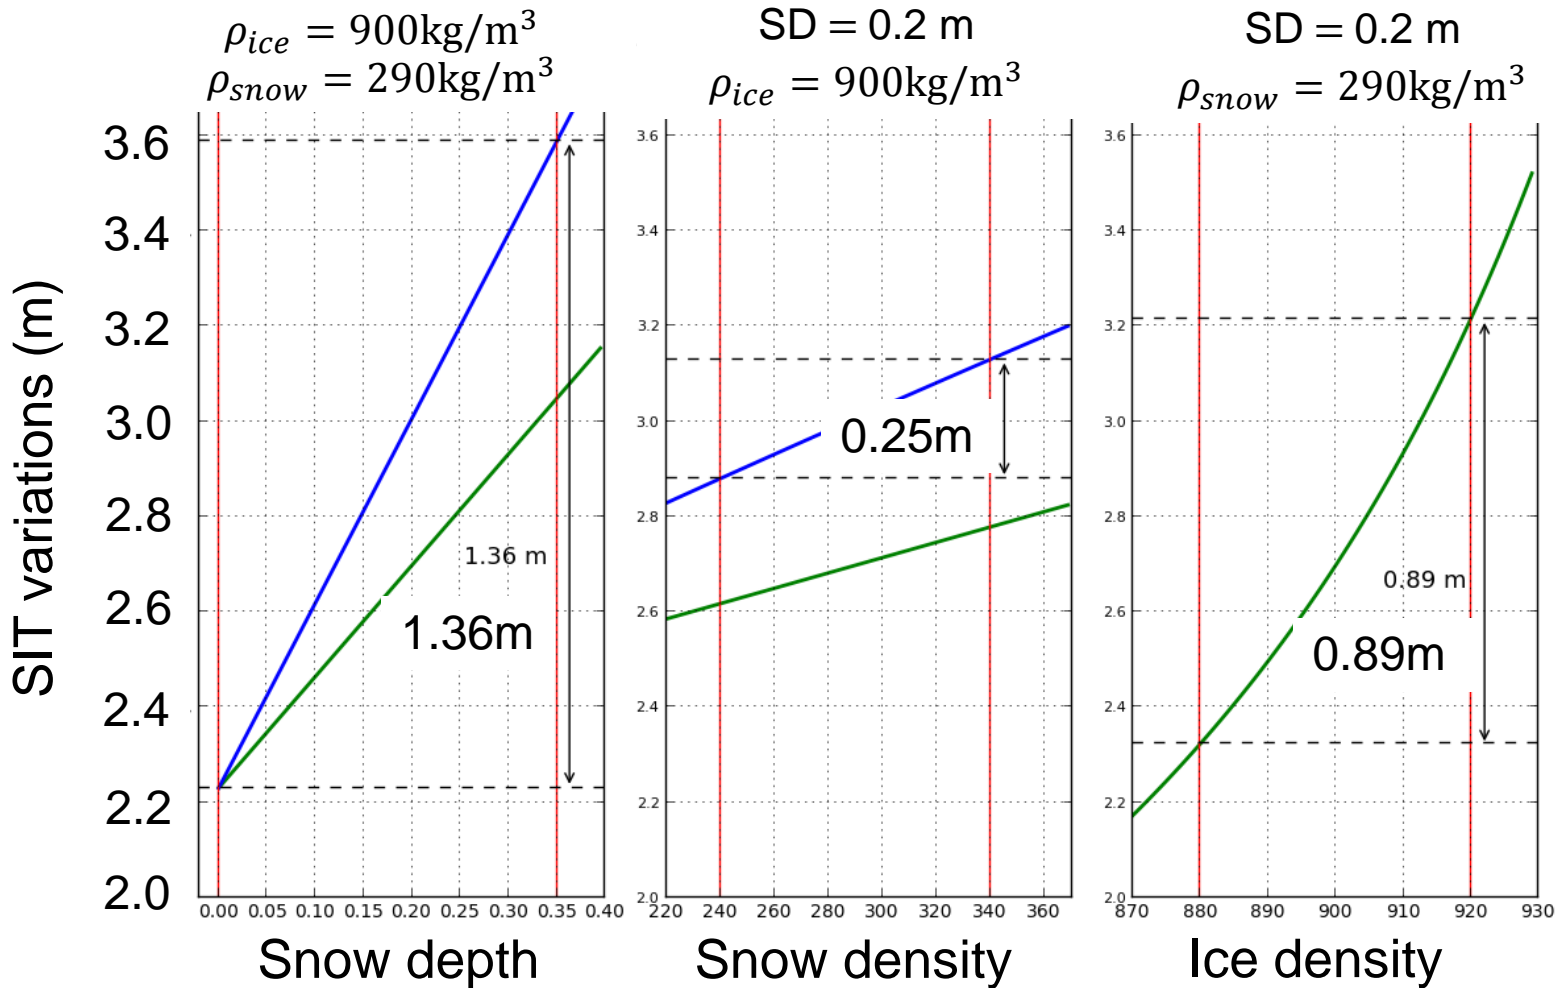 ρ_ice = 900kg/m³
ρ_snow = 290kg/m³
SD = 0.2 m
ρ_ice = 900kg/m³
SD = 0.2 m
ρ_snow = 290kg/m³
SIT variations (m)
3.6
3.4
3.2
3.0
2.8
2.6
2.4
2.2
2.0
1.36 m
1.36m
0.00 0.05 0.10 0.15 0.20 0.25 0.30 0.35 0.40
Snow depth
3.6
3.4
3.2
3.0
2.8
2.6
2.4
2.2
2.0
0.25m
220 240 260 280 300 320 340 360
Snow density
3.6
3.4
3.2
3.0
2.8
2.6
2.4
2.2
2.0
0.89 m
0.89m
870 880 890 900 910 920 930
Ice density